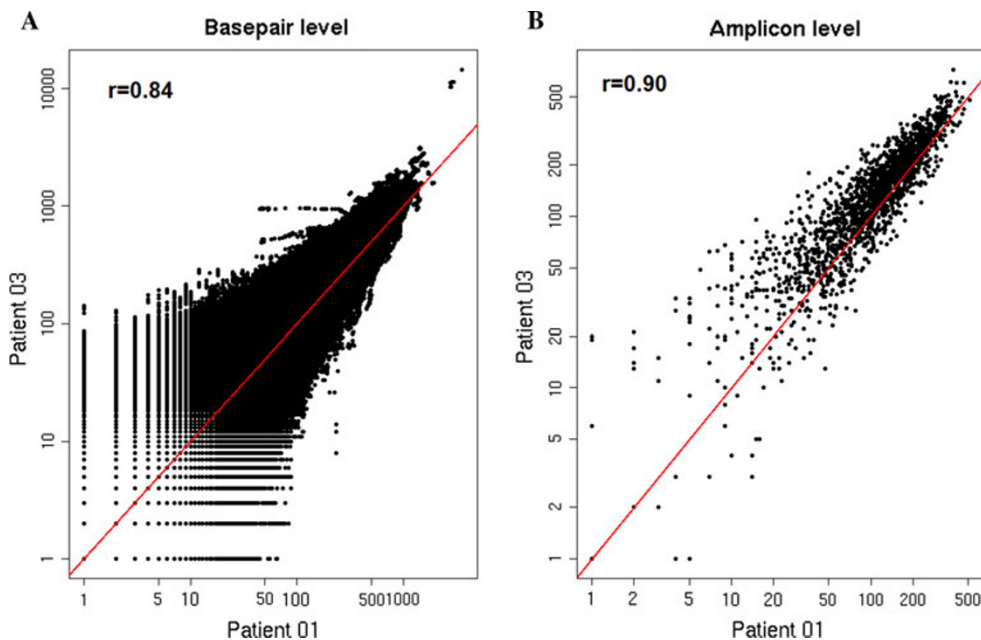 A
Basepair level
r=0.84
10000
1000
100
10
1
Patient 03
1 5 10 50 100 500 1000
Patient 01
B
Amplicon level
r=0.90
500
200
100
50
20
10
5
2
1
Patient 03
1 2 5 10 20 50 100 200 500
Patient 01